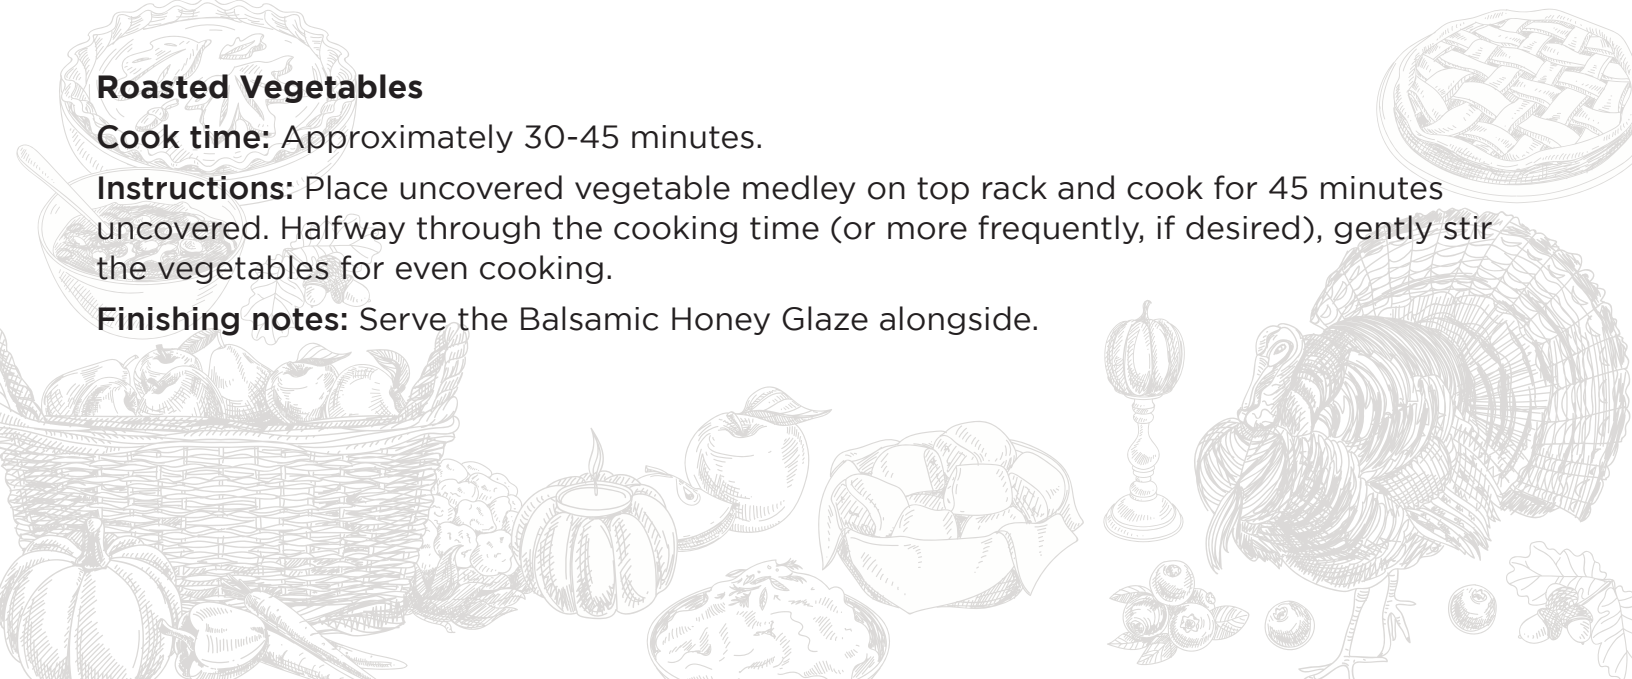 Roasted Vegetables
Cook time: Approximately 30-45 minutes.
Instructions: Place uncovered vegetable medley on top rack and cook for 45 minutes
uncovered. Halfway through the cooking time (or more frequently, if desired), gently stir
the vegetables for even cooking.
Finishing notes: Serve the Balsamic Honey Glaze alongside.